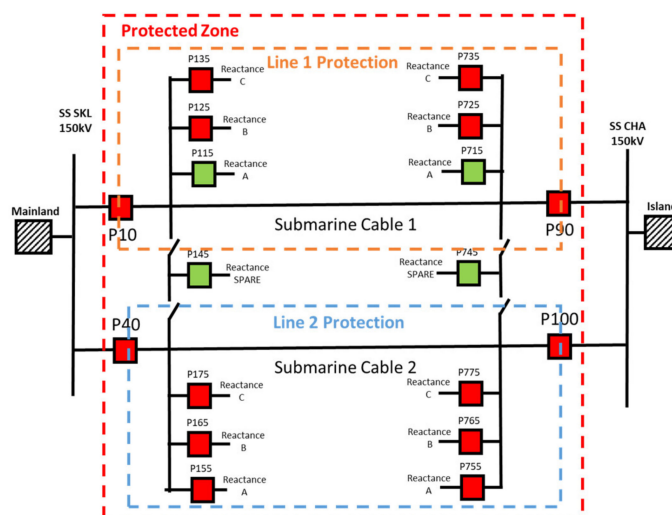 Protected Zone
Line 1 Protection
P135
Reactance
C
P735
Reactance
C
P125
Reactance
B
P725
Reactance
B
P115
Reactance
A
P715
Reactance
A
SS SKL
150kV
SS CHA
150kV
Mainland
Island
P10
Submarine Cable 1
P90
P145
Reactance
SPARE
P745
Reactance
SPARE
P40
Line 2 Protection
P100
Submarine Cable 2
P175
Reactance
C
P775
Reactance
C
P165
Reactance
B
P765
Reactance
B
P155
Reactance
A
P755
Reactance
A